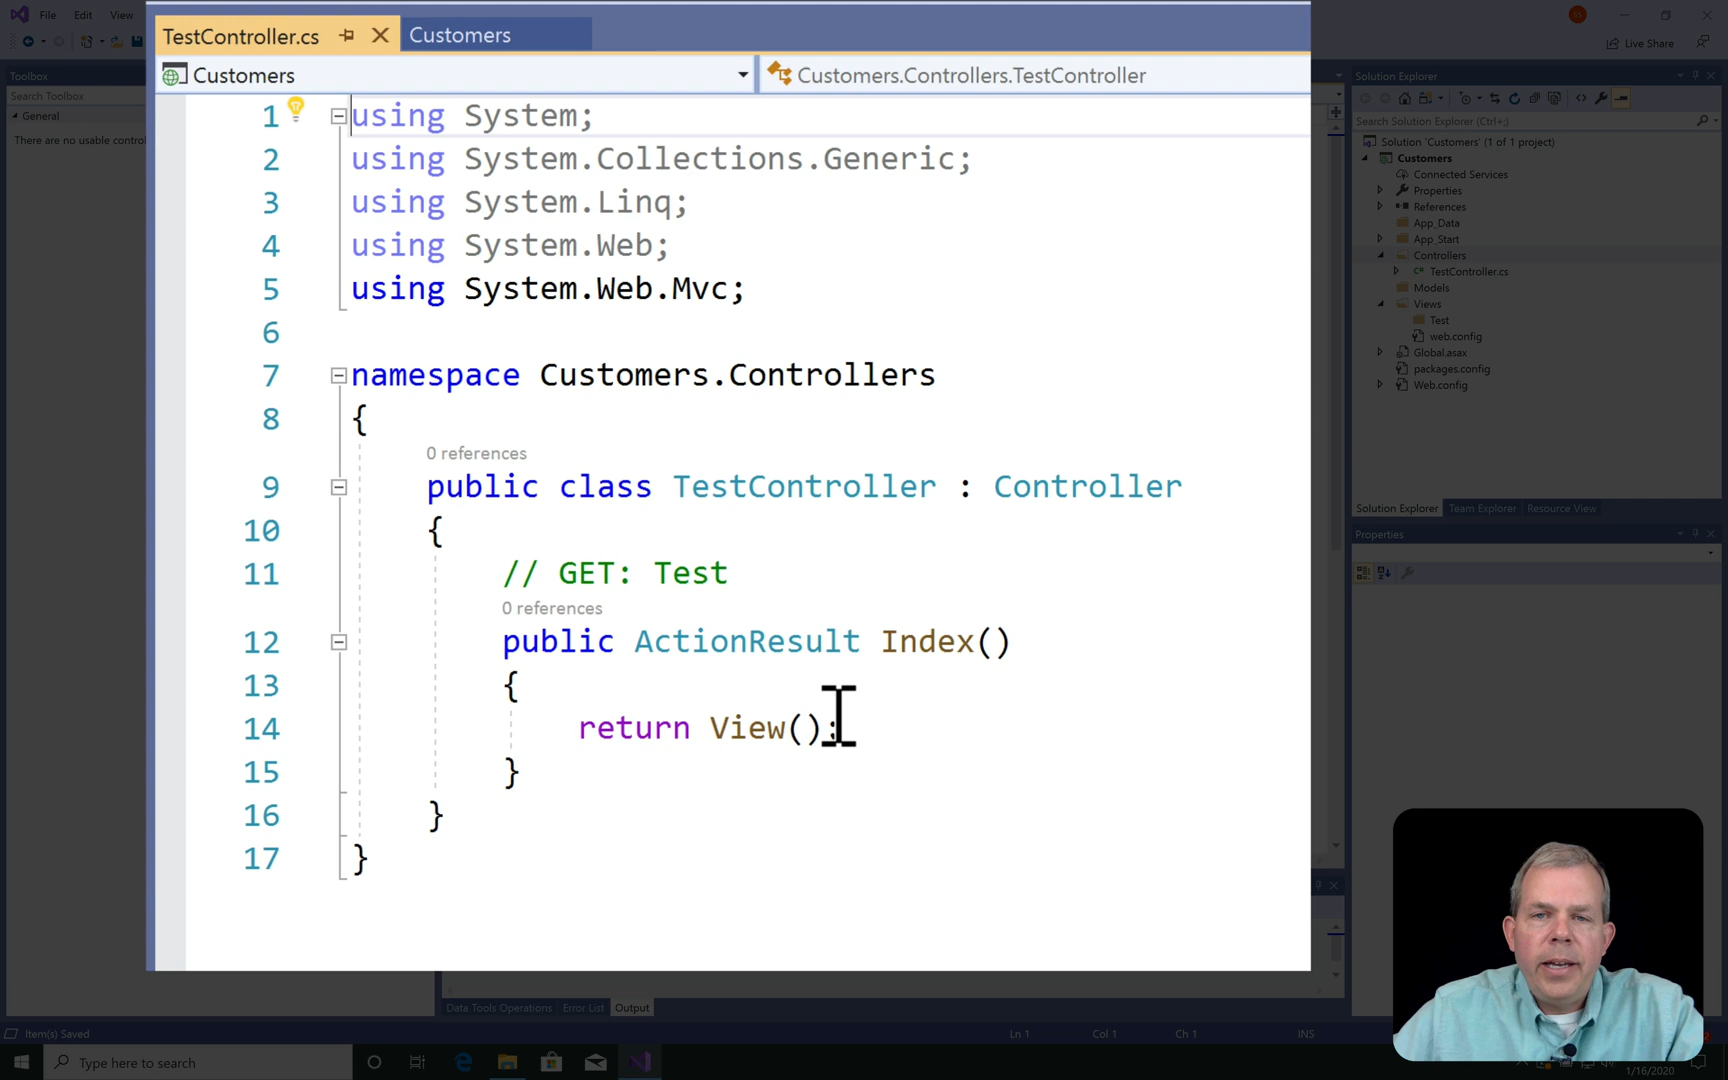 File Edit View
Live Share
Toolbox
Search Toolbox
General
There are no usable control
TestController.cs
Customers
Customers
Customers.Controllers.TestController
1 using System;
2 using System.Collections.Generic;
3 using System.Linq;
4 using System.Web;
5 using System.Web.Mvc;
6
7 namespace Customers.Controllers
8 {
0 references
9 public class TestController : Controller
10 {
11 // GET: Test
0 references
12 public ActionResult Index()
13 {
14 return View();
15 }
16 }
17 }
Solution Explorer
Search Solution Explorer (Ctrl+;)
Solution 'Customers' (1 of 1 project)
Customers
Connected Services
Properties
References
App_Data
App_Start
Controllers
TestController.cs
Models
Views
Test
web.config
Global.asax
packages.config
Web.config
Solution Explorer Team Explorer Resource View
Properties
Data Tools Operations Error List Output
Item(s) Saved
Ln 1 Col 1 Ch 1 INS
Type here to search
1/16/2020